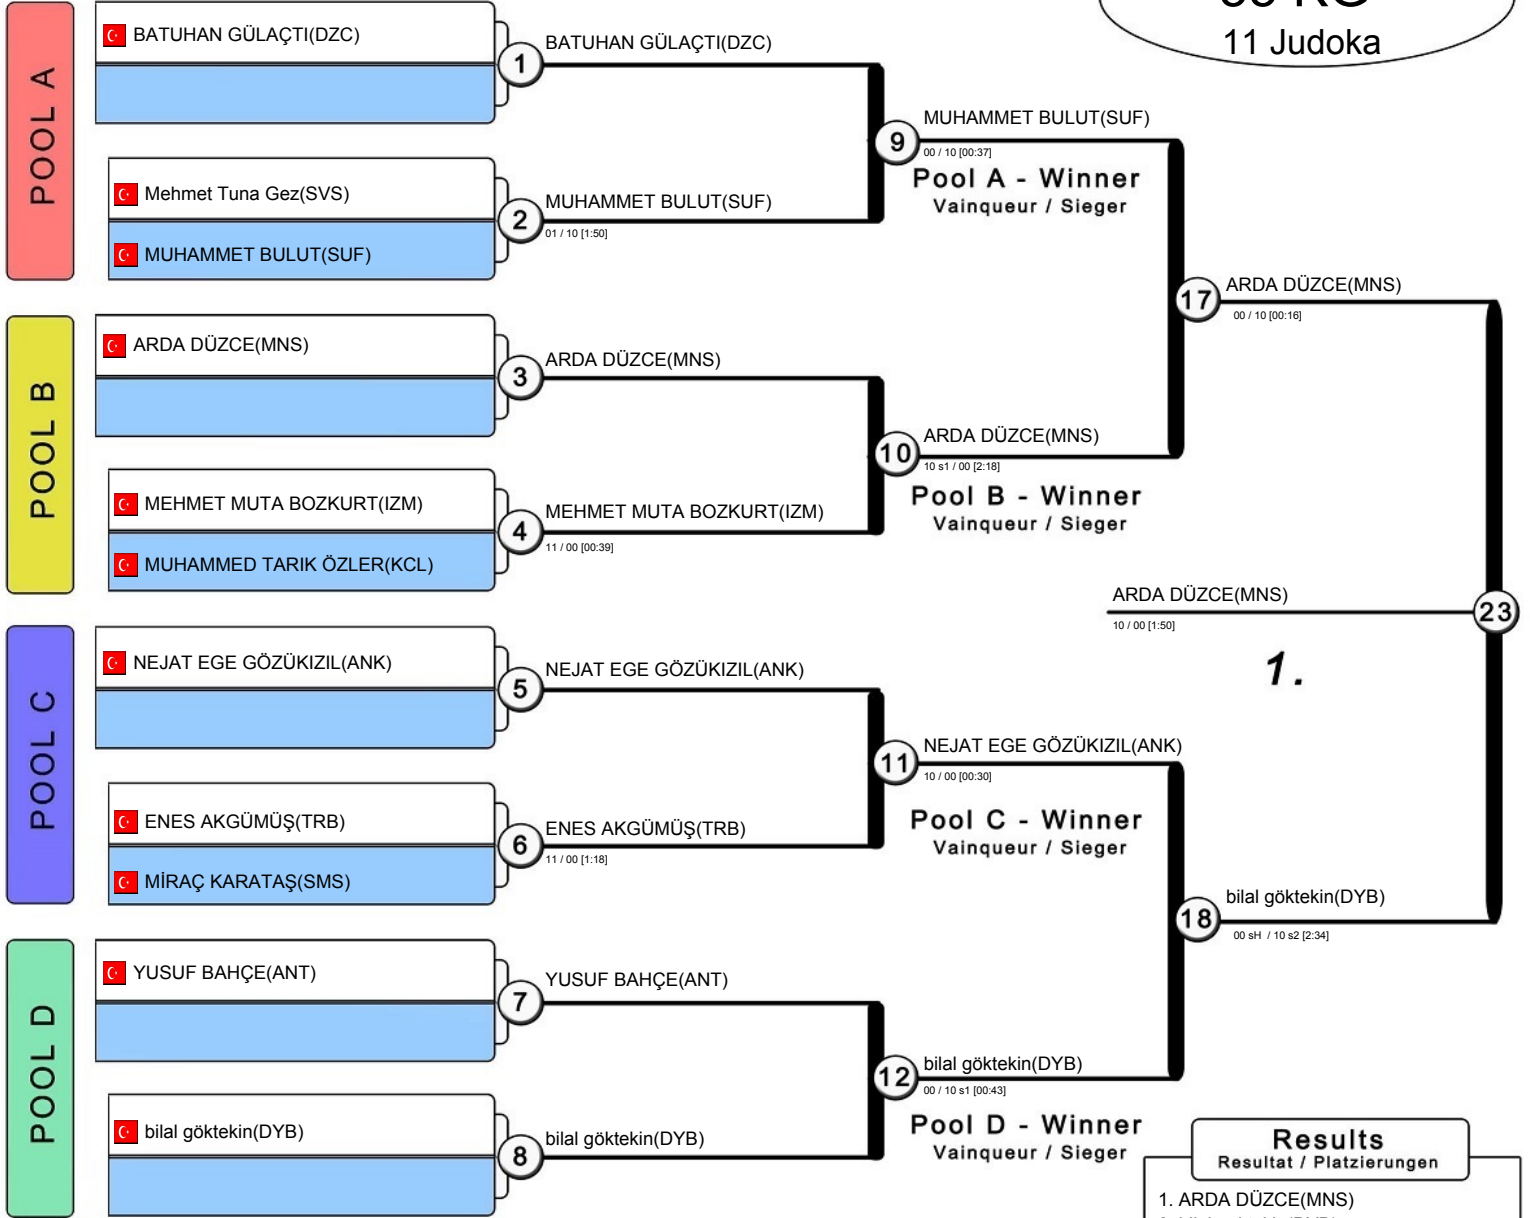 11 Judoka
POOL A
BATUHAN GÜLAÇTI(DZC)
1
BATUHAN GÜLAÇTI(DZC)
Mehmet Tuna Gez(SVS)
MUHAMMET BULUT(SUF)
2
MUHAMMET BULUT(SUF)
01 / 10 [1:50]
9
MUHAMMET BULUT(SUF)
00 / 10 [00:37]
Pool A - Winner
Vainqueur / Sieger
POOL B
ARDA DÜZCE(MNS)
3
ARDA DÜZCE(MNS)
MEHMET MUTA BOZKURT(IZM)
MUHAMMED TARIK ÖZLER(KCL)
4
MEHMET MUTA BOZKURT(IZM)
11 / 00 [00:39]
10
ARDA DÜZCE(MNS)
10 s1 / 00 [2:18]
Pool B - Winner
Vainqueur / Sieger
17
ARDA DÜZCE(MNS)
00 / 10 [00:16]
POOL C
NEJAT EGE GÖZÜKIZIL(ANK)
5
NEJAT EGE GÖZÜKIZIL(ANK)
ENES AKGÜMÜŞ(TRB)
MİRAÇ KARATAŞ(SMS)
6
ENES AKGÜMÜŞ(TRB)
11 / 00 [1:18]
11
NEJAT EGE GÖZÜKIZIL(ANK)
10 / 00 [00:30]
Pool C - Winner
Vainqueur / Sieger
POOL D
YUSUF BAHÇE(ANT)
7
YUSUF BAHÇE(ANT)
bilal göktekin(DYB)
8
bilal göktekin(DYB)
12
bilal göktekin(DYB)
00 / 10 s1 [00:43]
Pool D - Winner
Vainqueur / Sieger
18
bilal göktekin(DYB)
00 sH / 10 s2 [2:34]
ARDA DÜZCE(MNS)
10 / 00 [1:50]
23
1.
Results
Resultat / Platzierungen
1. ARDA DÜZCE(MNS)